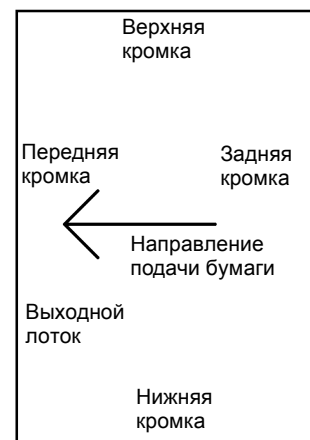 Верхняя
кромка
Передняя
кромка
Задняя
кромка
Направление
подачи бумаги
Выходной
лоток
Нижняя
кромка